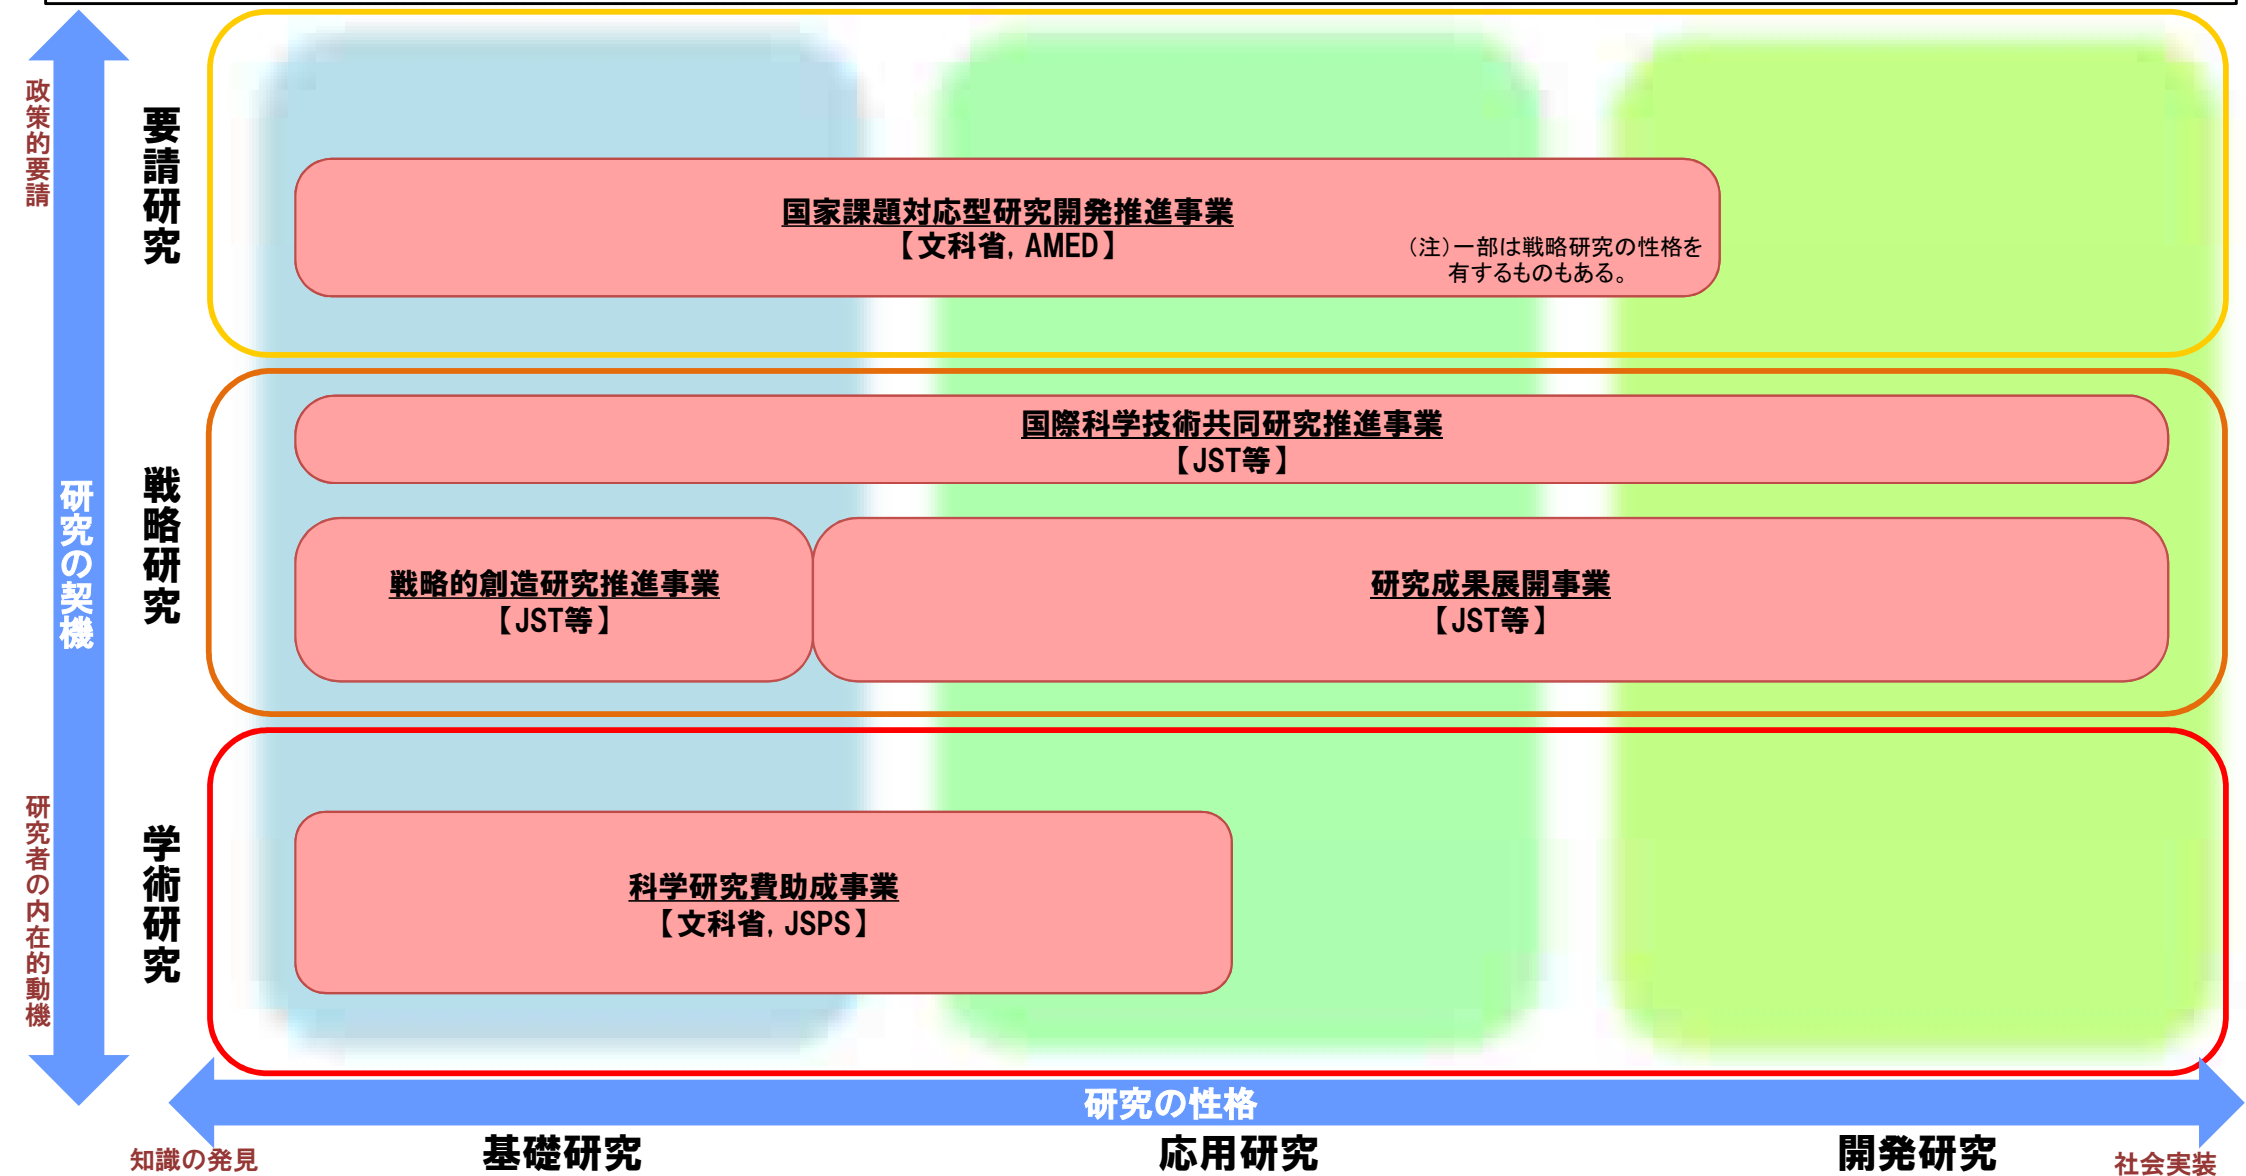 政策的要請
要請研究
国家課題対応型研究開発推進事業
【文科省, AMED】
（注）一部は戦略研究の性格を
有するものもある。
研究の契機
戦略研究
国際科学技術共同研究推進事業
【JST等】
戦略的創造研究推進事業
【JST等】
研究成果展開事業
【JST等】
研究者の内在的動機
学術研究
科学研究費助成事業
【文科省, JSPS】
研究の性格
知識の発見
基礎研究
応用研究
開発研究
社会実装